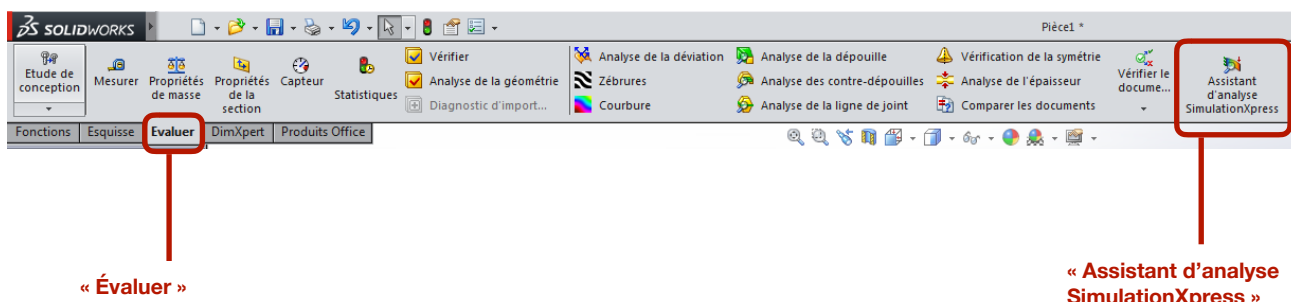 SOLIDWORKS
Pièce1 *
Etude de conception
Mesurer
Propriétés de masse
Propriétés de la section
Capteur
Statistiques
Vérifier
Analyse de la géométrie
Diagnostic d'import...
Analyse de la déviation
Zébrures
Courbure
Analyse de la dépouille
Analyse des contre-dépouilles
Analyse de la ligne de joint
Vérification de la symétrie
Analyse de l'épaisseur
Comparer les documents
Vérifier le docume...
Assistant d'analyse SimulationXpress
Fonctions
Esquisse
Evaluer
DimXpert
Produits Office
« Évaluer »
« Assistant d'analyse
SimulationXpress »